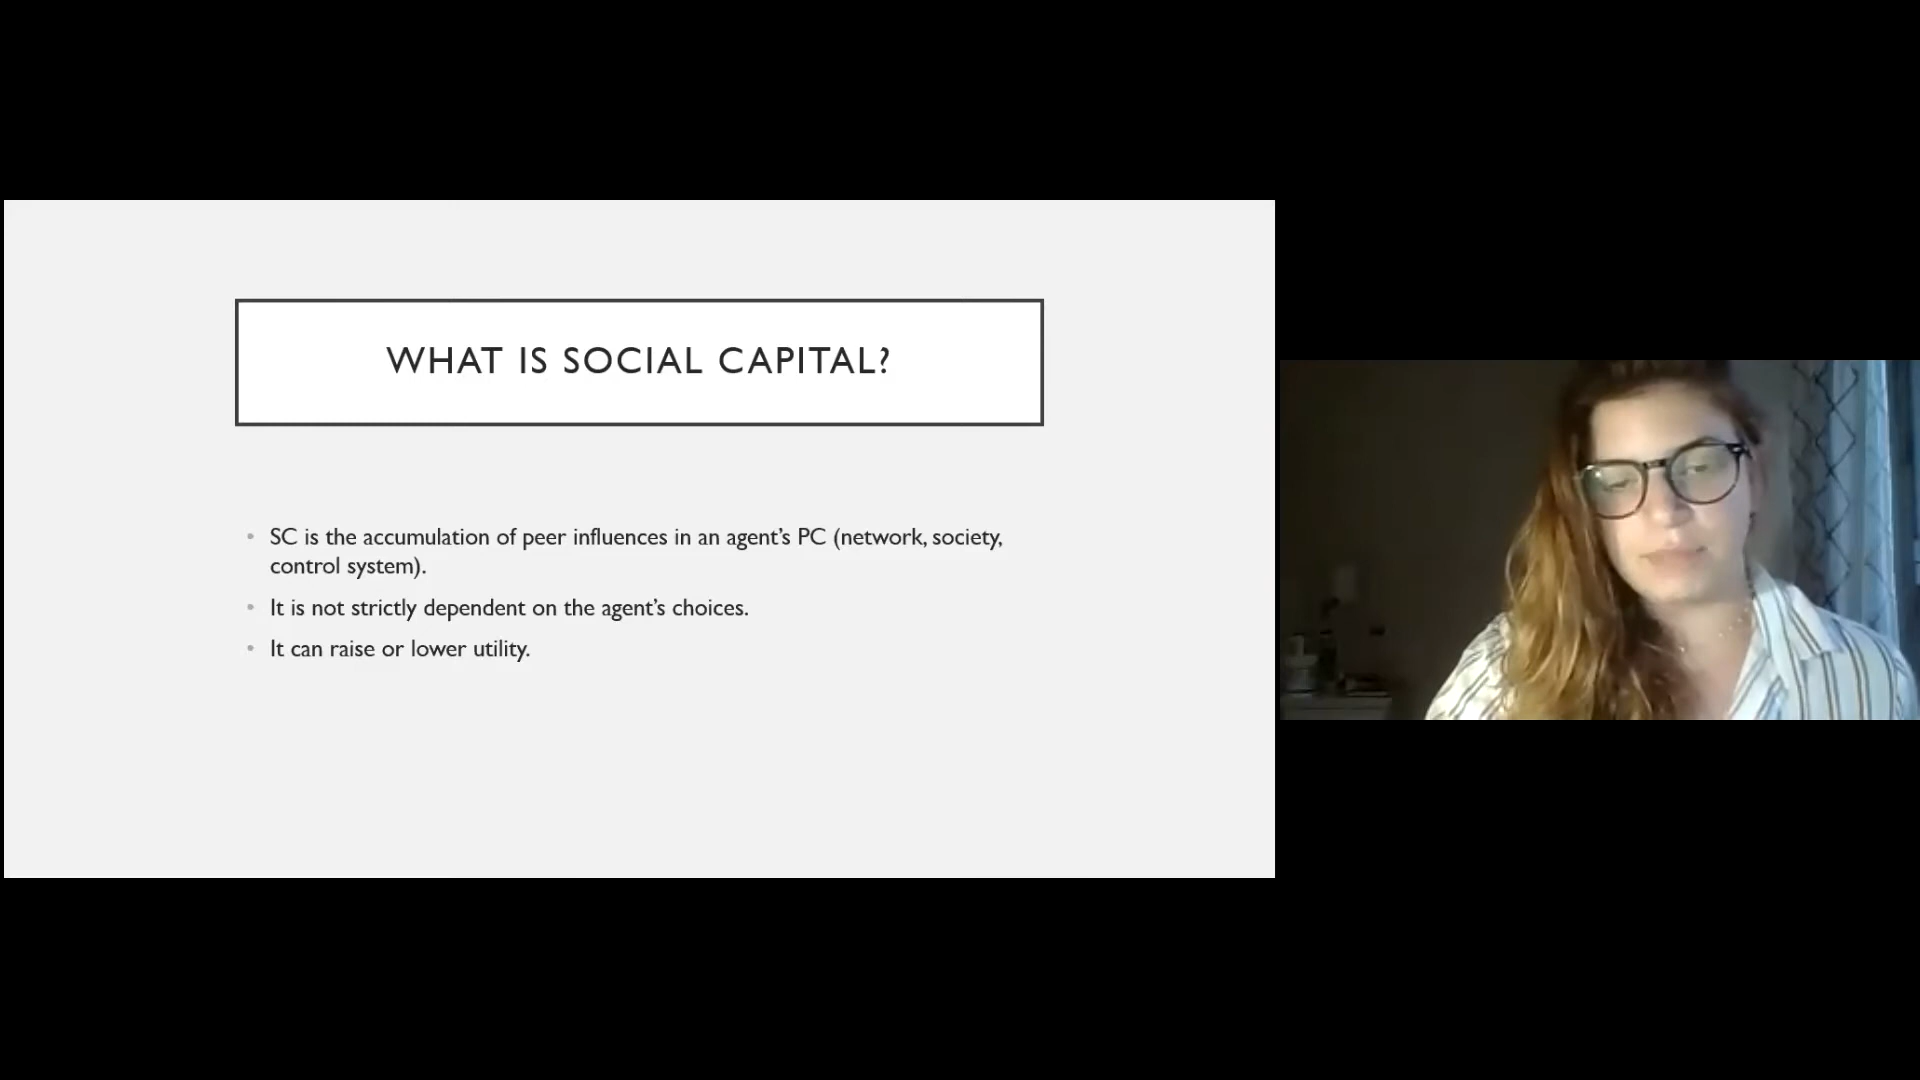 WHAT IS SOCIAL CAPITAL?
• SC is the accumulation of peer influences in an agent's PC (network, society,
control system).
• It is not strictly dependent on the agent's choices.
• It can raise or lower utility.